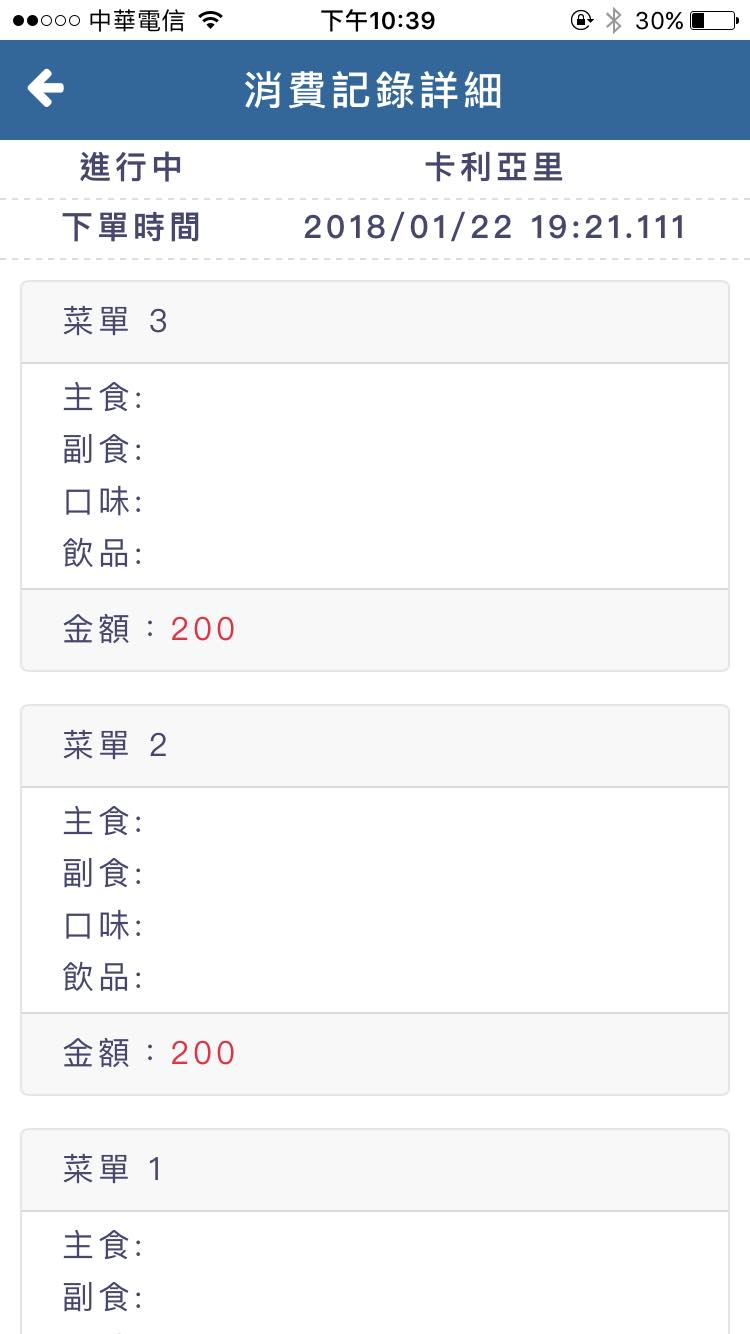 中華電信 下午10:39 30%
消費記錄詳細
進行中 卡利亞里
下單時間 2018/01/22 19:21.111
菜單 3
主食:
副食:
口味:
飲品:
金額：200
菜單 2
主食:
副食:
口味:
飲品:
金額：200
菜單 1
主食:
副食: